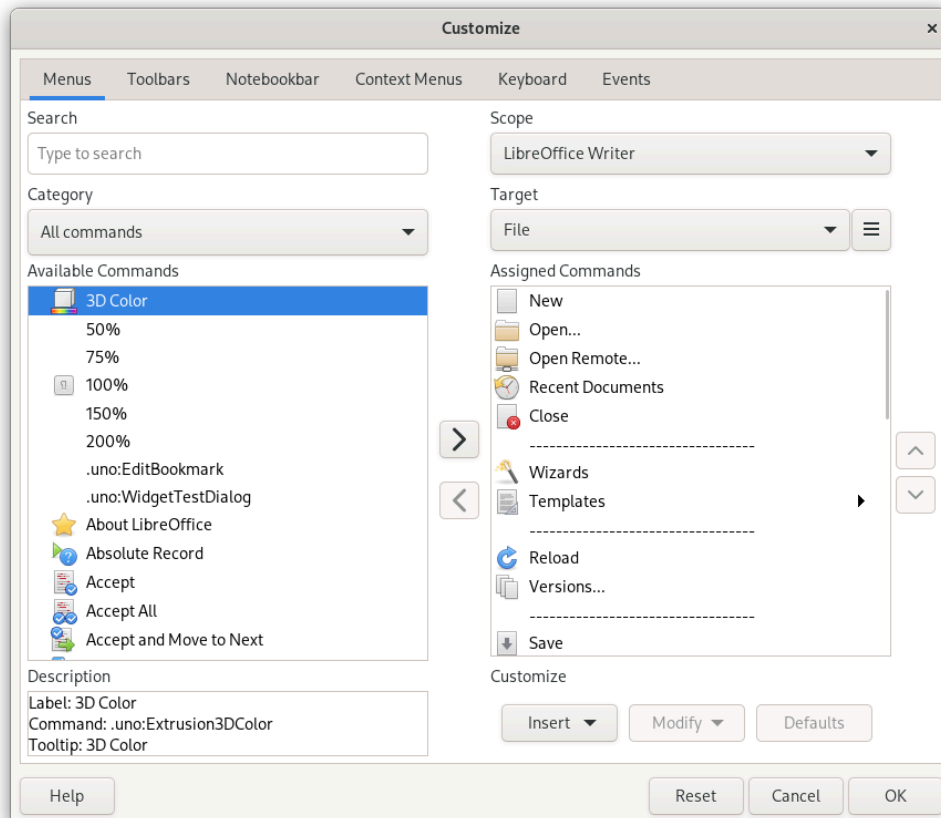 Customize
Menus Toolbars Notebookbar Context Menus Keyboard Events
Search
Type to search
Category
All commands
Available Commands
3D Color
50%
75%
100%
150%
200%
.uno:EditBookmark
.uno:WidgetTestDialog
About LibreOffice
Absolute Record
Accept
Accept All
Accept and Move to Next
Description
Label: 3D Color
Command: .uno:Extrusion3DColor
Tooltip: 3D Color
Scope
LibreOffice Writer
Target
File
Assigned Commands
New
Open...
Open Remote...
Recent Documents
Close
----------------------------------
Wizards
Templates
----------------------------------
Reload
Versions...
----------------------------------
Save
Customize
Insert Modify Defaults
Help Reset Cancel OK